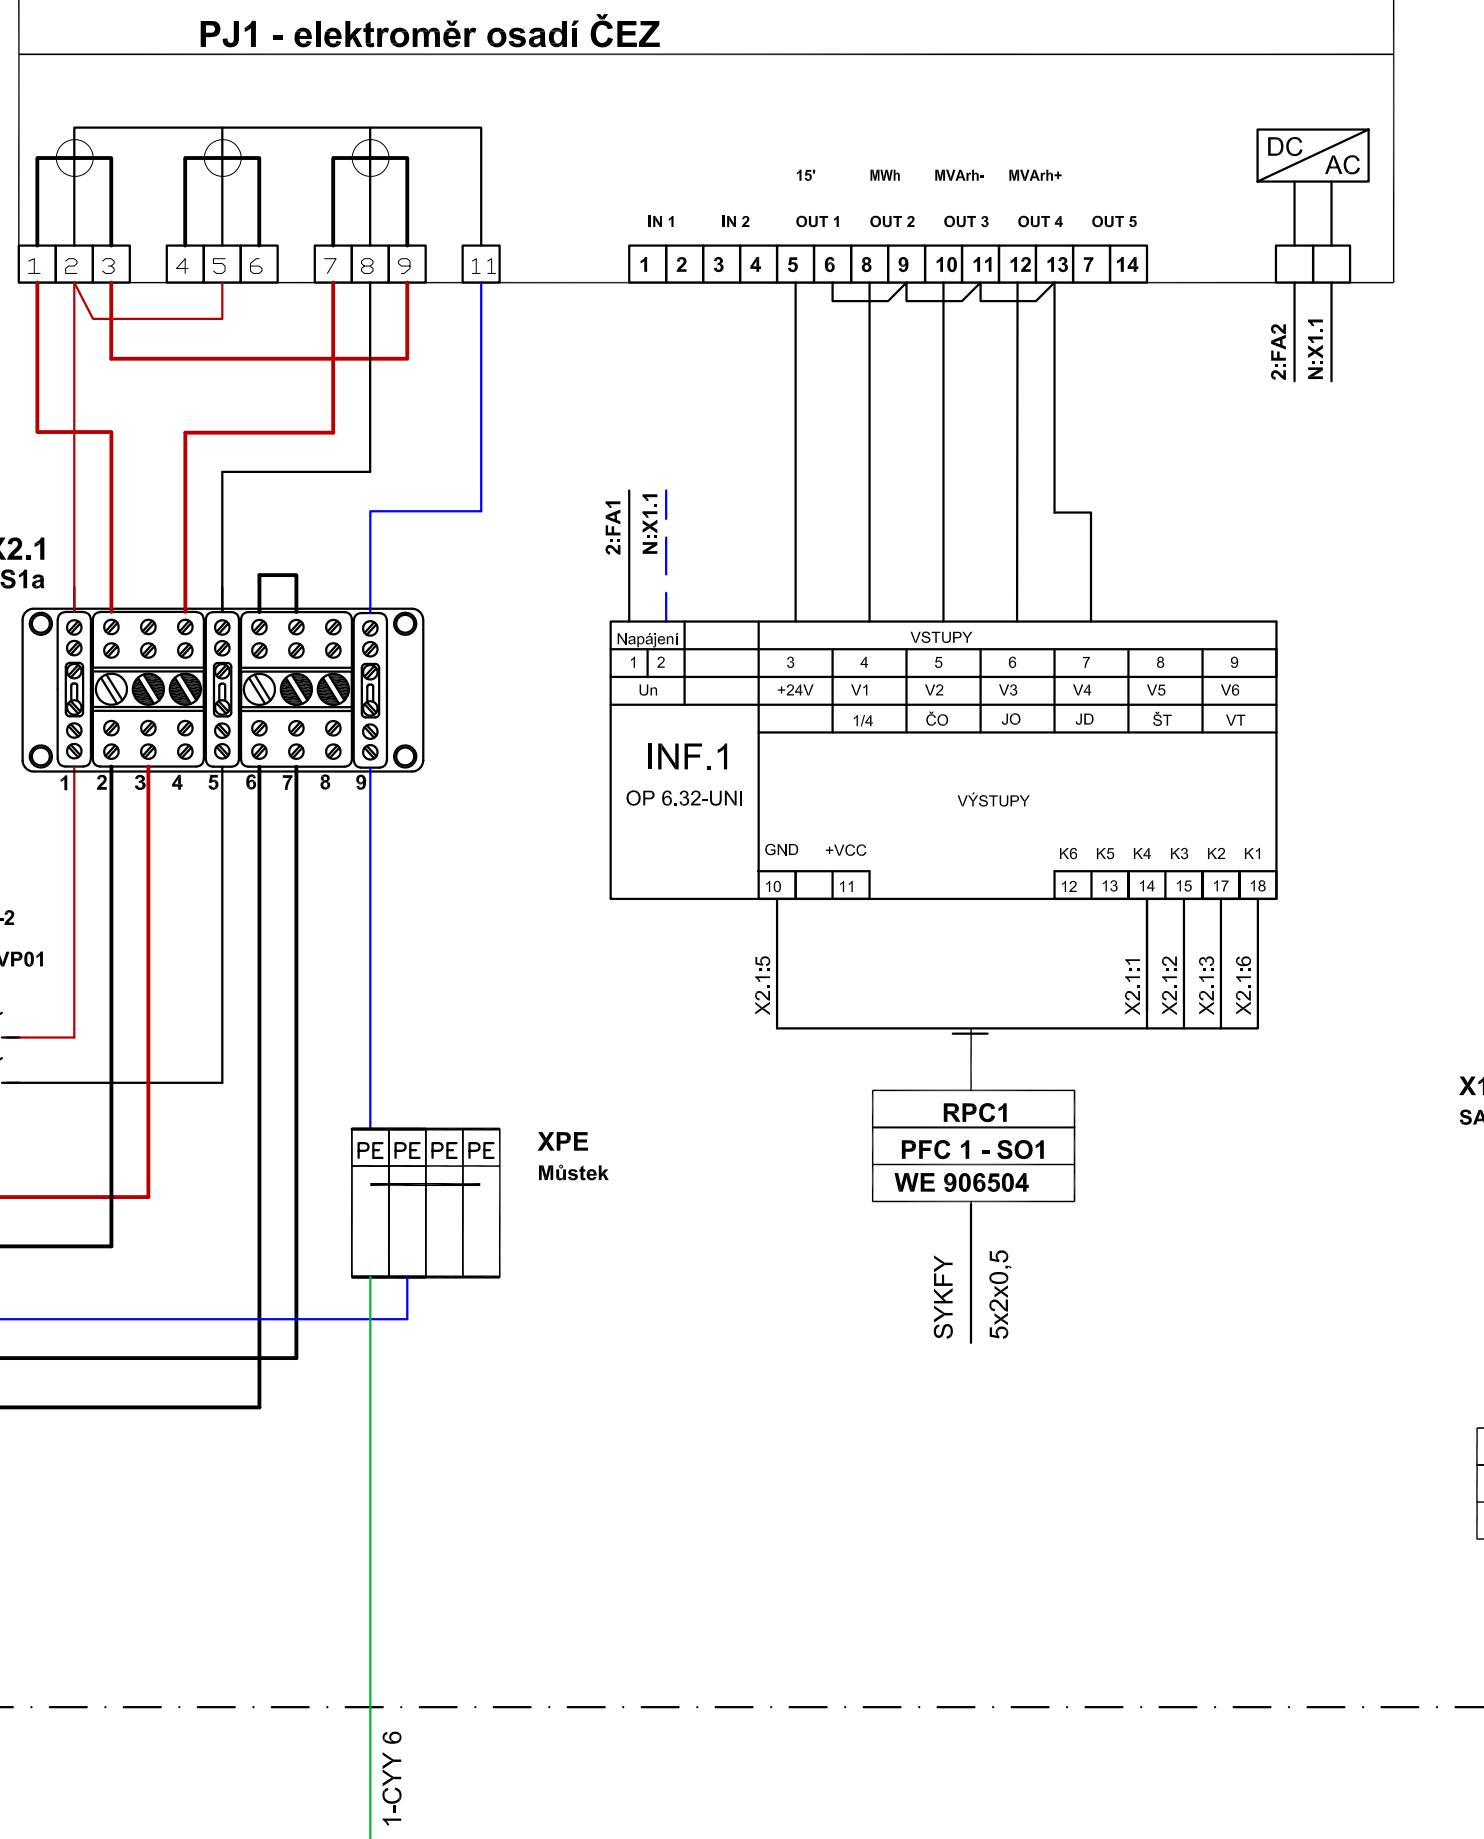 PJ1 - elektroměr osadí ČEZ
DC
AC
15' MWh MVArh- MVArh+
IN 1 IN 2 OUT 1 OUT 2 OUT 3 OUT 4 OUT 5
1 2 3 4 5 6 7 8 9 11
1 2 3 4 5 6 8 9 10 11 12 13 7 14
2:FA2
N:X1.1
2:FA1
N:X1.1
X2.1
S1a
1 2 3 4 5 6 7 8 9
Napájení VSTUPY
1 2 3 4 5 6 7 8 9
Un +24V V1 V2 V3 V4 V5 V6
1/4 ČO JO JD ŠT VT
INF.1
OP 6.32-UNI
VÝSTUPY
GND +VCC K6 K5 K4 K3 K2 K1
10 11 12 13 14 15 17 18
-2
VP01
X2.1:5
X2.1:1
X2.1:2
X2.1:3
X2.1:6
RPC1
PFC 1 - SO1
WE 906504
SYKFY
5x2x0,5
PE PE PE PE
XPE
Můstek
X1
SA
1-CYY 6